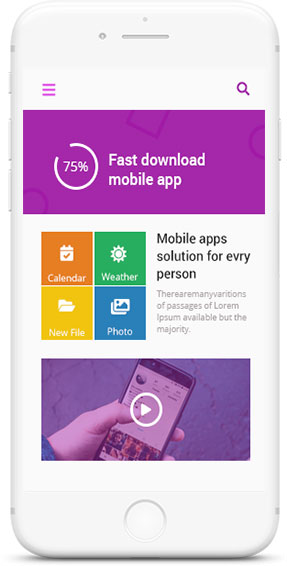 75%
Fast download
mobile app
Calendar
Weather
New File
Photo
Mobile apps
solution for evry
person
Therearemanyvaritions
of passages of Lorem
Ipsum available but the
majority.